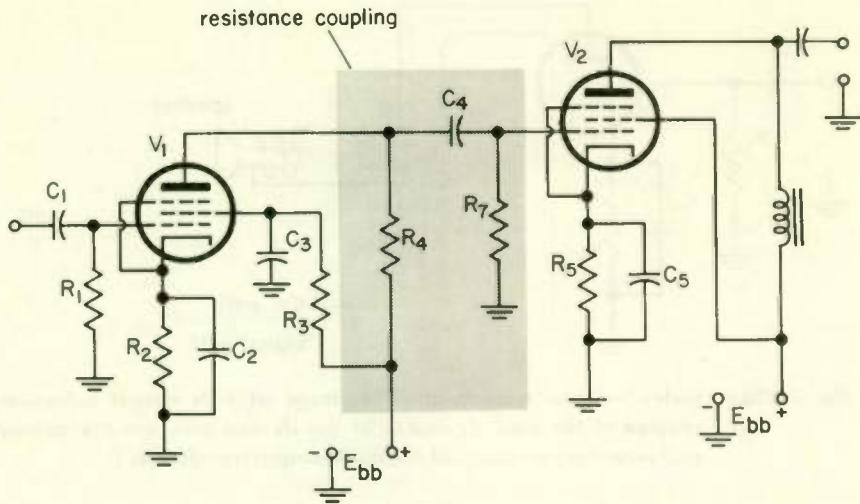 resistance coupling
V2
C4
V1
C1
R7
C3
R4
R5
C5
R1
R3
R2
C2
- Ebb +
- Ebb +